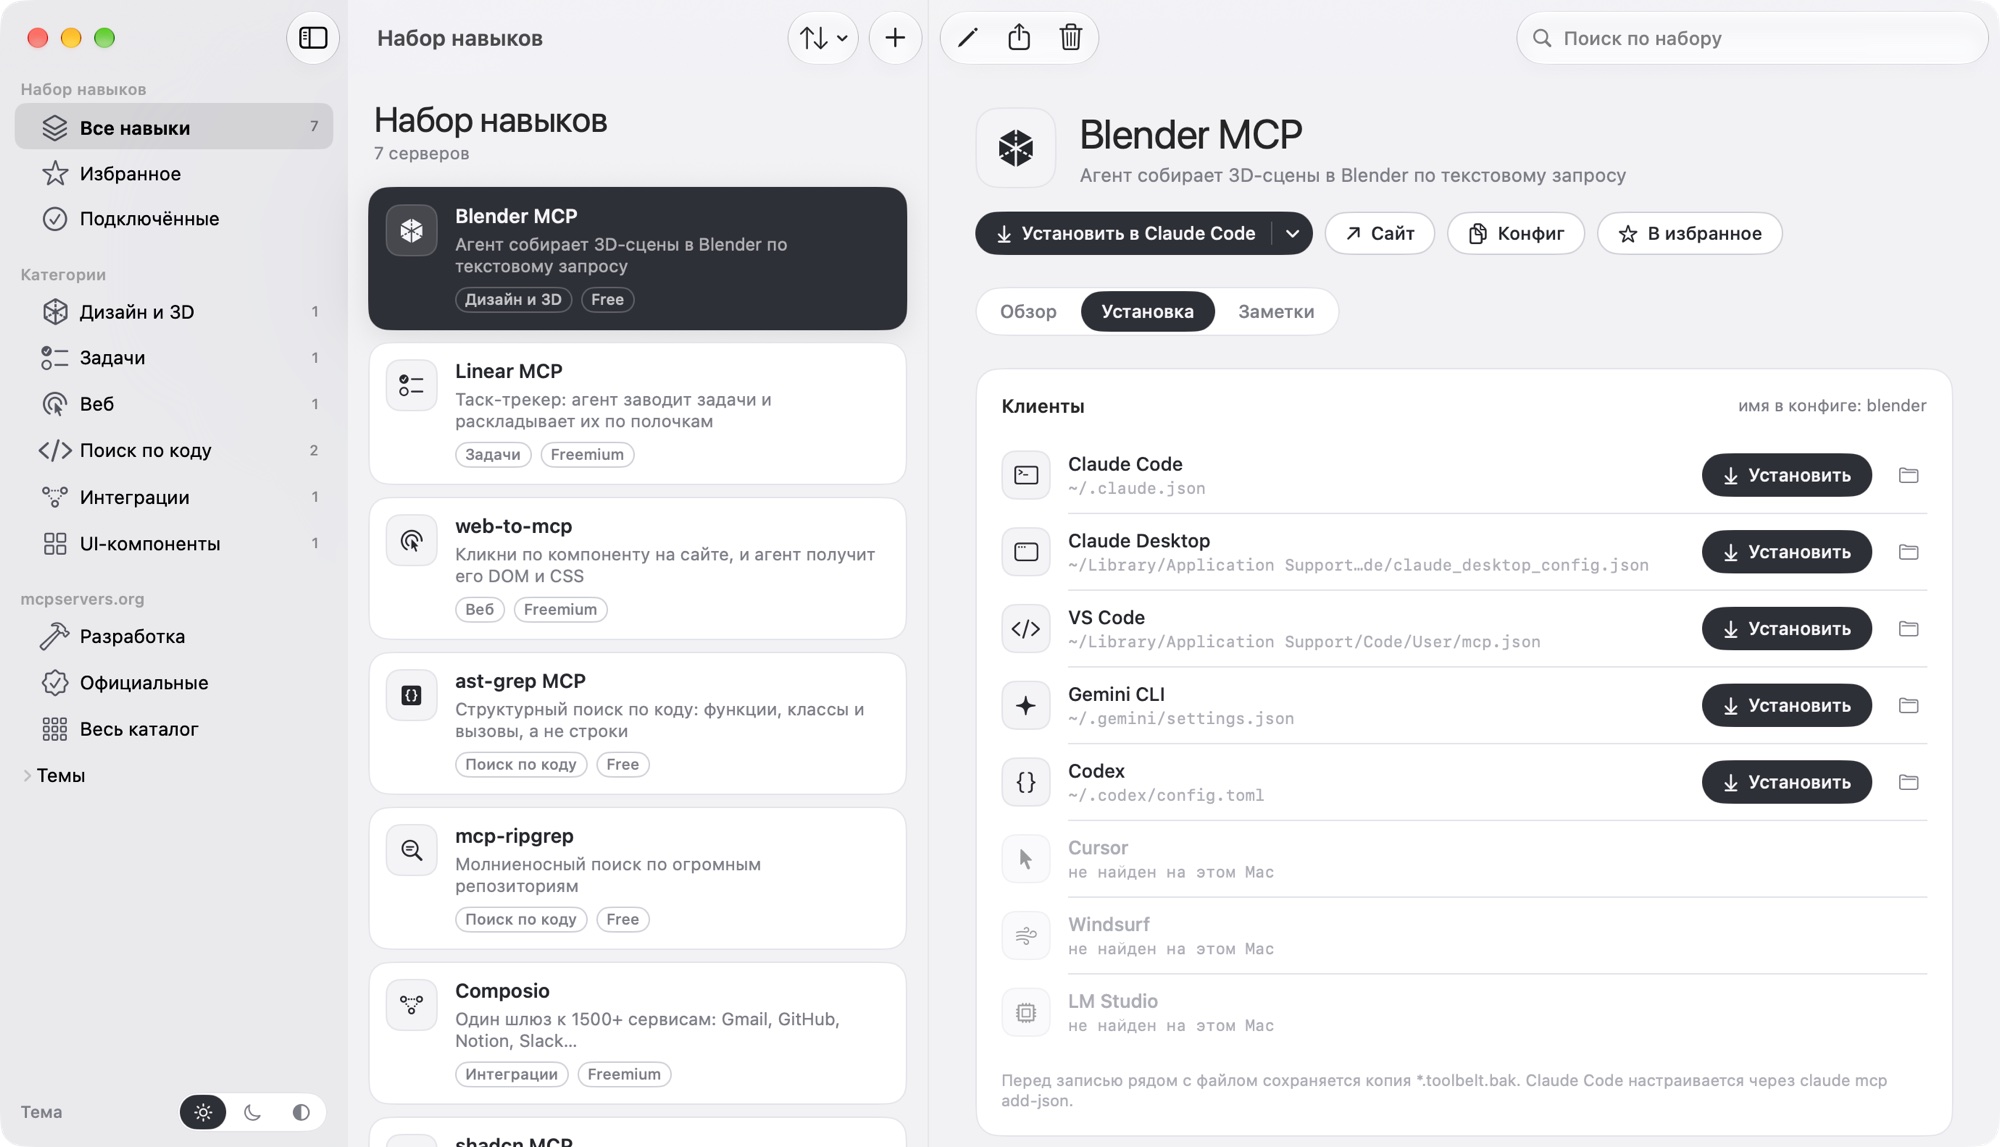 Набор навыков
Все навыки 7
Избранное
Подключённые
Категории
Дизайн и 3D 1
Задачи 1
Веб 1
Поиск по коду 2
Интеграции 1
UI-компоненты 1
mcpservers.org
Разработка
Официальные
Весь каталог
Темы
Тема
Набор навыков
Набор навыков
7 серверов
Blender MCP
Агент собирает 3D-сцены в Blender по
текстовому запросу
Дизайн и 3D Free
Linear MCP
Таск-трекер: агент заводит задачи и
раскладывает их по полочкам
Задачи Freemium
web-to-mcp
Кликни по компоненту на сайте, и агент получит
его DOM и CSS
Веб Freemium
ast-grep MCP
Структурный поиск по коду: функции, классы и
вызовы, а не строки
Поиск по коду Free
mcp-ripgrep
Молниеносный поиск по огромным
репозиториям
Поиск по коду Free
Composio
Один шлюз к 1500+ сервисам: Gmail, GitHub,
Notion, Slack…
Интеграции Freemium
shadcn MCP
Поиск по набору
Blender MCP
Агент собирает 3D-сцены в Blender по текстовому запросу
Установить в Claude Code Сайт Конфиг В избранное
Обзор Установка Заметки
Клиенты имя в конфиге: blender
Claude Code
~/.claude.json
Установить
Claude Desktop
~/Library/Application Support…de/claude_desktop_config.json
Установить
VS Code
~/Library/Application Support/Code/User/mcp.json
Установить
Gemini CLI
~/.gemini/settings.json
Установить
Codex
~/.codex/config.toml
Установить
Cursor
не найден на этом Mac
Windsurf
не найден на этом Mac
LM Studio
не найден на этом Mac
Перед записью рядом с файлом сохраняется копия *.toolbelt.bak. Claude Code настраивается через claude mcp
add-json.